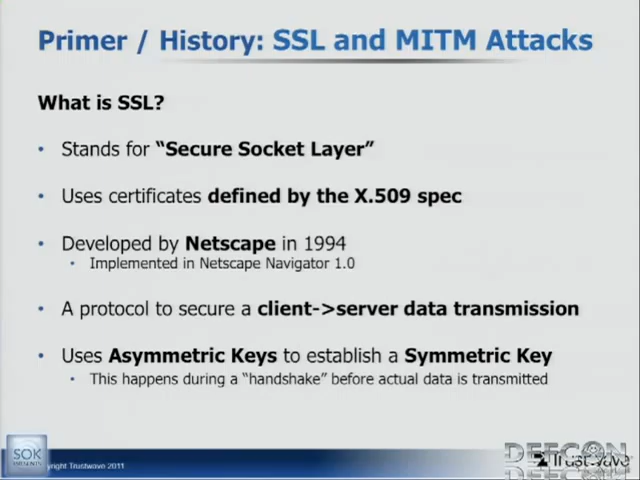 Primer / History: SSL and MITM Attacks
What is SSL?
• Stands for “Secure Socket Layer”
• Uses certificates defined by the X.509 spec
• Developed by Netscape in 1994
• Implemented in Netscape Navigator 1.0
• A protocol to secure a client->server data transmission
• Uses Asymmetric Keys to establish a Symmetric Key
• This happens during a “handshake” before actual data is transmitted
SOK
PRESENTS
Trustwave 2011
DEFCON
Trustwave